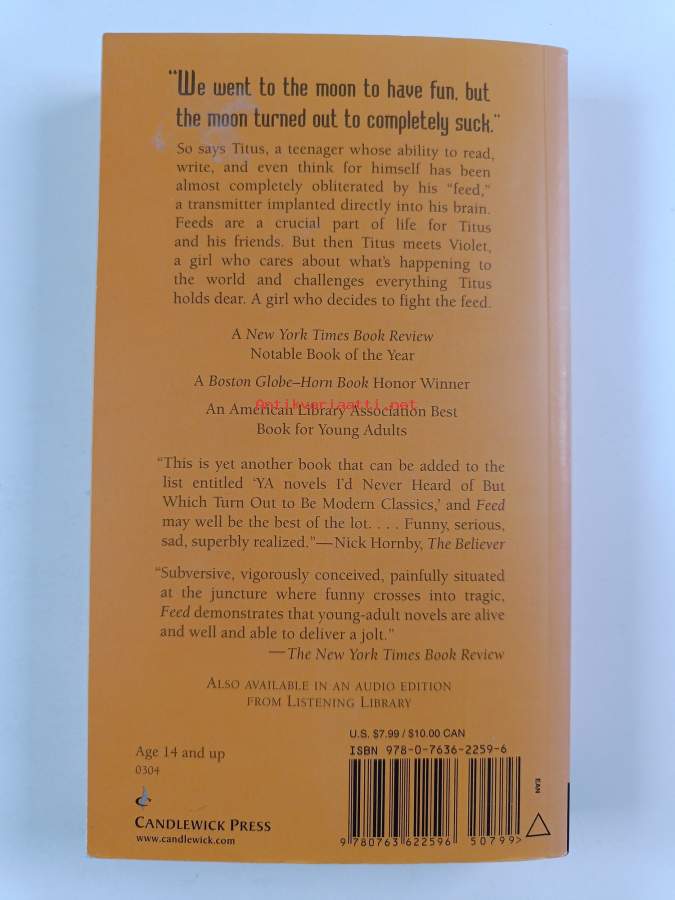 "We went to the moon to have fun, but
the moon turned out to completely suck."
So says Titus, a teenager whose ability to read,
write, and even think for himself has been
almost completely obliterated by his "feed,"
a transmitter implanted directly into his brain.
Feeds are a crucial part of life for Titus
and his friends. But then Titus meets Violet,
a girl who cares about what's happening to
the world and challenges everything Titus
holds dear. A girl who decides to fight the feed.
A New York Times Book Review
Notable Book of the Year
A Boston Globe–Horn Book Honor Winner
Antikvariaatti.net
An American Library Association Best
Book for Young Adults
"This is yet another book that can be added to the
list entitled 'YA novels I'd Never Heard of But
Which Turn Out to Be Modern Classics,' and Feed
may well be the best of the lot. . . . Funny, serious,
sad, superbly realized."—Nick Hornby, The Believer
"Subversive, vigorously conceived, painfully situated
at the juncture where funny crosses into tragic,
Feed demonstrates that young-adult novels are alive
and well and able to deliver a jolt."
—The New York Times Book Review
Also available in an audio edition
from Listening Library
U.S. $7.99 / $10.00 CAN
ISBN 978-0-7636-2259-6
Age 14 and up
0304
EAN
Candlewick Press
www.candlewick.com
9 780763 622596 50799>